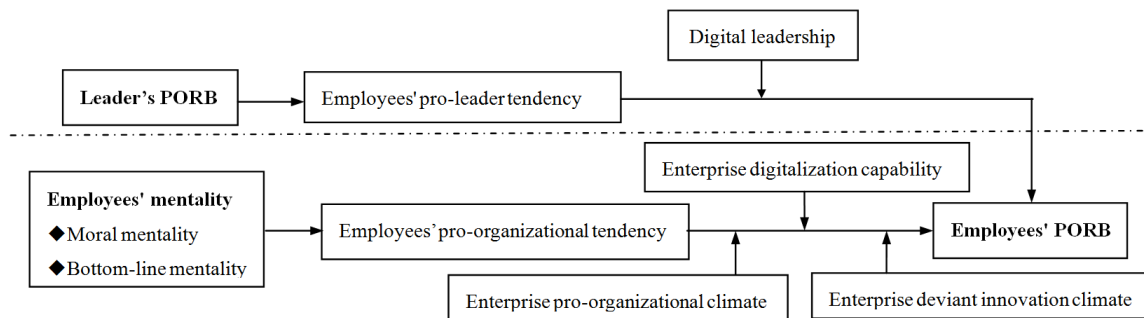 Digital leadership
Leader's PORB
Employees' pro-leader tendency
Enterprise digitalization capability
Employees' mentality
◆Moral mentality
◆Bottom-line mentality
Employees' pro-organizational tendency
Employees' PORB
Enterprise pro-organizational climate
Enterprise deviant innovation climate